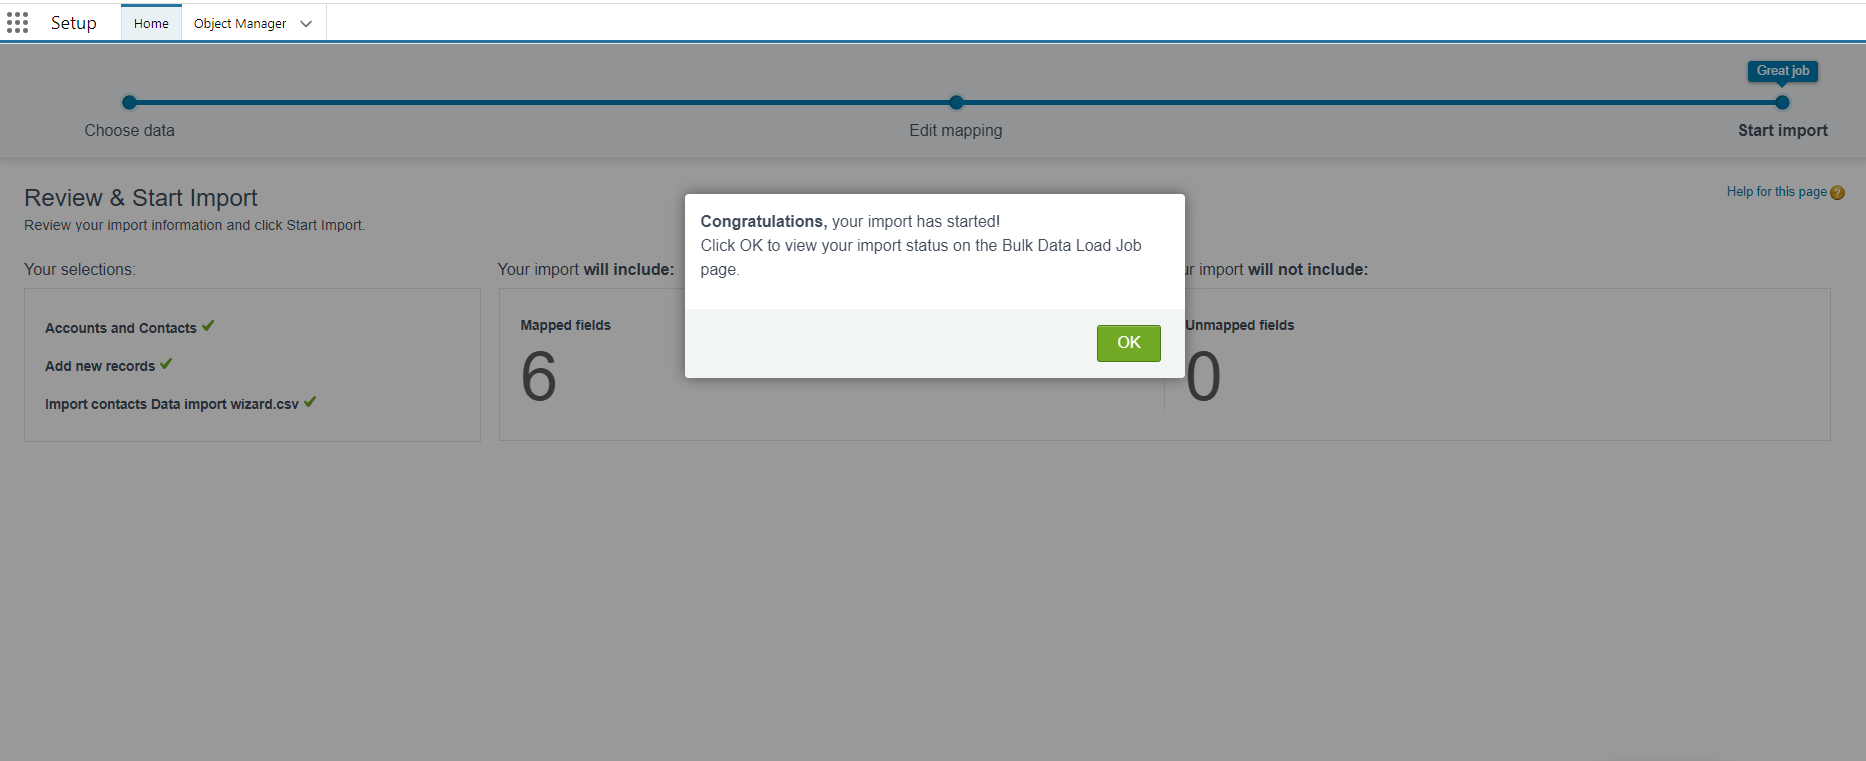 Setup
Home
Object Manager
Great job
Choose data
Edit mapping
Start import
Review & Start Import
Review your import information and click Start Import.
Help for this page
?
Congratulations, your import has started!
Click OK to view your import status on the Bulk Data Load Job
page.
OK
Your selections:
Accounts and Contacts
Add new records
Import contacts Data import wizard.csv
Your import will include:
Mapped fields
6
import will not include:
Unmapped fields
0